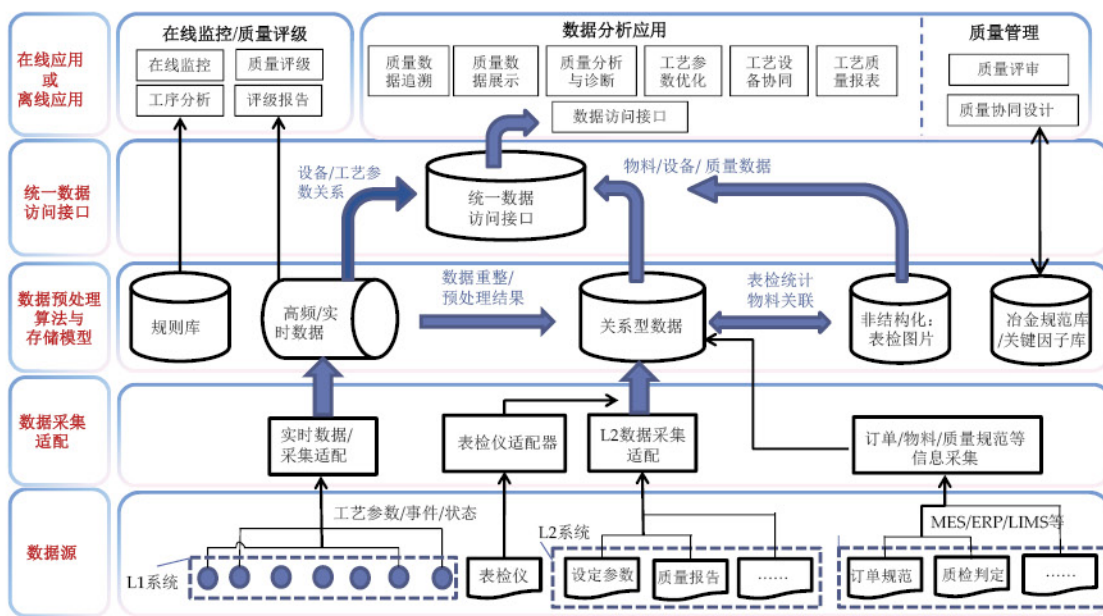 在线应用
或
离线应用
在线监控/质量评级
在线监控
质量评级
工序分析
评级报告
数据分析应用
质量数
据追溯
质量数
据展示
质量分析
与诊断
工艺参
数优化
工艺设
备协同
工艺质
量报表
数据访问接口
质量管理
质量评审
质量协同设计
统一数据
访问接口
设备/工艺参
数关系
统一数据
访问接口
物料/设备/质量数据
数据预处理
算法与
存储模型
规则库
高频/实
时数据
数据重整/
预处理结果
关系型数据
表检统计
物料关联
非结构化：
表检图片
冶金规范库
/关键因子库
数据采集
适配
实时数据/
采集适配
表检仪适配器
L2数据采集
适配
订单/物料/质量规范等
信息采集
数据源
工艺参数/事件/状态
L1系统
表检仪
L2系统
设定参数
质量报告
……
MES/ERP/LIMS等
订单规范
质检判定
……